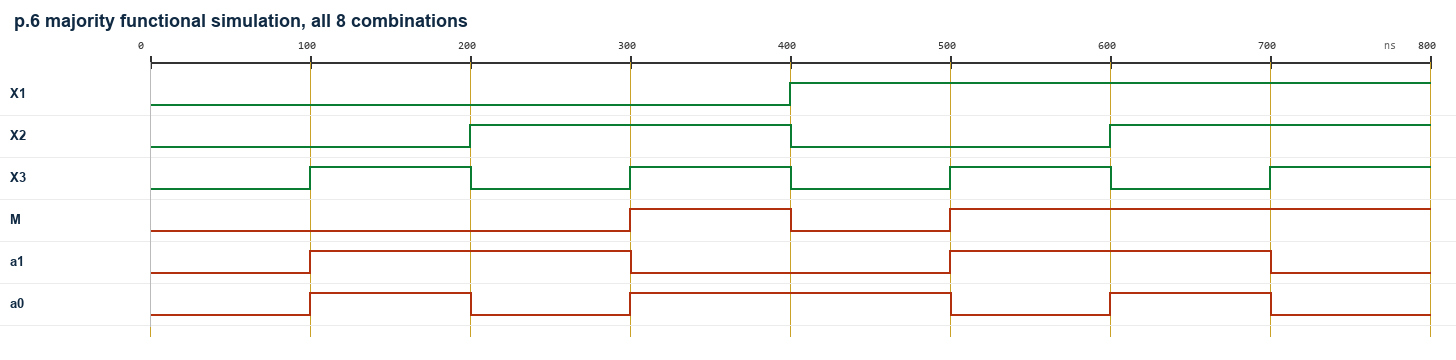 p.6 majority functional simulation, all 8 combinations
0 100 200 300 400 500 600 700 ns 800
X1
X2
X3
M
a1
a0